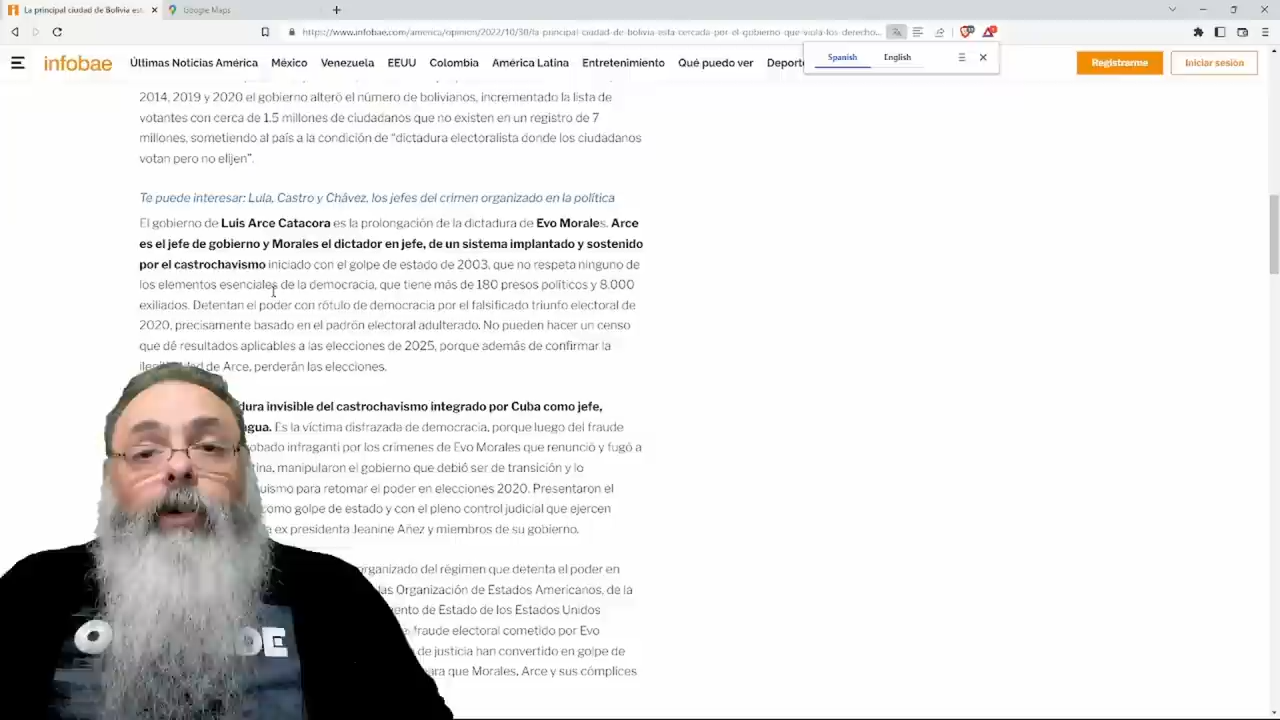 La principal ciudad de Bolivia est
Google Maps
https://www.infobae.com/america/opinion/2022/10/30/la-principal-ciudad-de-bolivia-esta-cercada-por-el-gobierno-que-viola-los-derecho...
Spanish
English
infobae
Últimas Noticias América
México
Venezuela
EEUU
Colombia
América Latina
Entretenimiento
Qué puedo ver
Deport
Registrarme
Iniciar sesión
2014, 2019 y 2020 el gobierno alteró el número de bolivianos, incrementado la lista de
votantes con cerca de 1.5 millones de ciudadanos que no existen en un registro de 7
millones, sometiendo al país a la condición de “dictadura electoralista donde los ciudadanos
votan pero no elijen”.
Te puede interesar: Lula, Castro y Chávez, los jefes del crimen organizado en la política
El gobierno de Luis Arce Catacora es la prolongación de la dictadura de Evo Morales. Arce
es el jefe de gobierno y Morales el dictador en jefe, de un sistema implantado y sostenido
por el castrochavismo iniciado con el golpe de estado de 2003, que no respeta ninguno de
los elementos esenciales de la democracia, que tiene más de 180 presos políticos y 8.000
exiliados. Detentan el poder con rótulo de democracia por el falsificado triunfo electoral de
2020, precisamente basado en el padrón electoral adulterado. No pueden hacer un censo
que dé resultados aplicables a las elecciones de 2025, porque además de confirmar la
de Arce, perderán las elecciones.
dura invisible del castrochavismo integrado por Cuba como jefe,
gua. Es la víctima disfrazada de democracia, porque luego del fraude
obado infraganti por los crímenes de Evo Morales que renunció y fugó a
tina, manipularon el gobierno que debió ser de transición y lo
uismo para retomar el poder en elecciones 2020. Presentaron el
como golpe de estado y con el pleno control judicial que ejercen
a ex presidenta Jeanine Añez y miembros de su gobierno.
organizado del régimen que detenta el poder en
las Organización de Estados Americanos, de la
ento de Estado de los Estados Unidos
fraude electoral cometido por Evo
de justicia han convertido en golpe de
para que Morales, Arce y sus cómplices